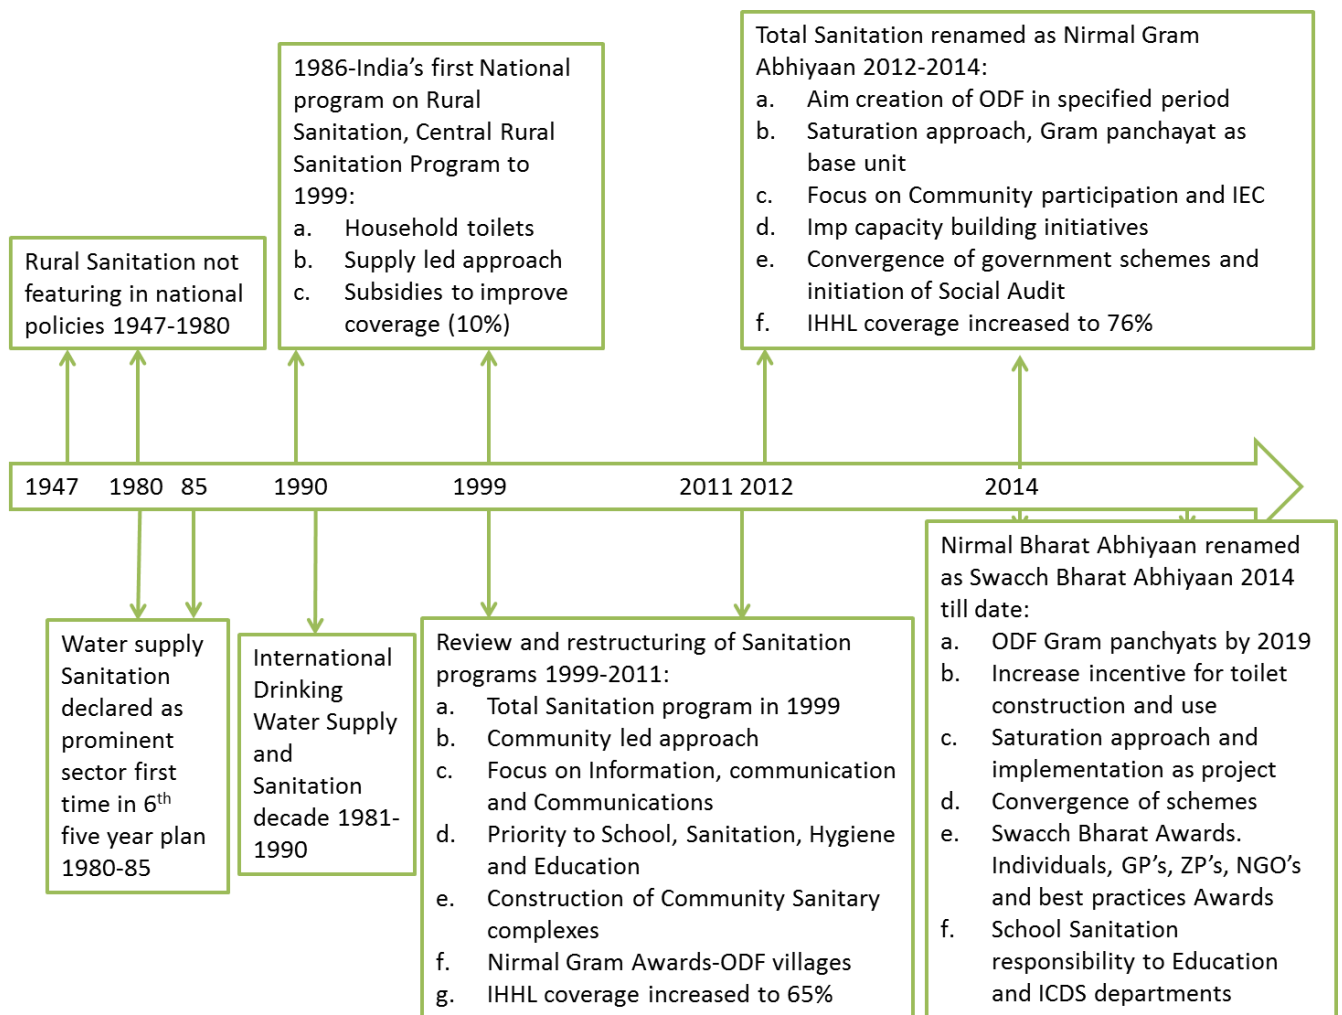 Rural Sanitation not
featuring in national
policies 1947-1980
1986-India’s first National
program on Rural
Sanitation, Central Rural
Sanitation Program to
1999:
a. Household toilets
b. Supply led approach
c. Subsidies to improve
coverage (10%)
Total Sanitation renamed as Nirmal Gram
Abhiyaan 2012-2014:
a. Aim creation of ODF in specified period
b. Saturation approach, Gram panchayat as
base unit
c. Focus on Community participation and IEC
d. Imp capacity building initiatives
e. Convergence of government schemes and
initiation of Social Audit
f. IHHL coverage increased to 76%
1947 1980 85 1990 1999 2011 2012 2014
Water supply
Sanitation
declared as
prominent
sector first
time in 6th
five year plan
1980-85
International
Drinking
Water Supply
and
Sanitation
decade 1981-
1990
Review and restructuring of Sanitation
programs 1999-2011:
a. Total Sanitation program in 1999
b. Community led approach
c. Focus on Information, communication
and Communications
d. Priority to School, Sanitation, Hygiene
and Education
e. Construction of Community Sanitary
complexes
f. Nirmal Gram Awards-ODF villages
g. IHHL coverage increased to 65%
Nirmal Bharat Abhiyaan renamed
as Swacch Bharat Abhiyaan 2014
till date:
a. ODF Gram panchyats by 2019
b. Increase incentive for toilet
construction and use
c. Saturation approach and
implementation as project
d. Convergence of schemes
e. Swacch Bharat Awards.
Individuals, GP’s, ZP’s, NGO’s
and best practices Awards
f. School Sanitation
responsibility to Education
and ICDS departments